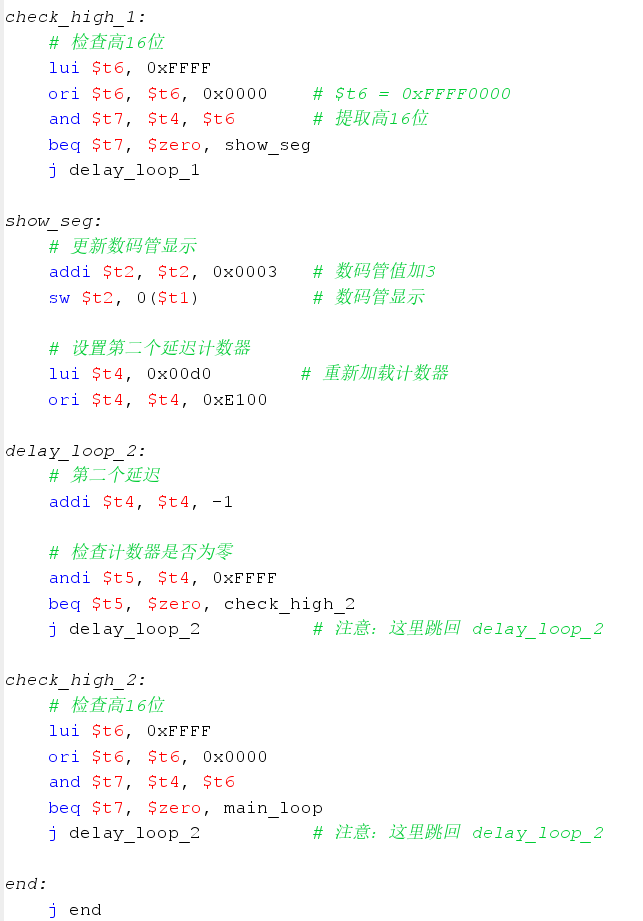 check_high_1:
    # 检查高16位
    lui $t6, 0xFFFF
    ori $t6, $t6, 0x0000    # $t6 = 0xFFFF0000
    and $t7, $t4, $t6       # 提取高16位
    beq $t7, $zero, show_seg
    j delay_loop_1

show_seg:
    # 更新数码管显示
    addi $t2, $t2, 0x0003   # 数码管值加3
    sw $t2, 0($t1)          # 数码管显示

    # 设置第二个延迟计数器
    lui $t4, 0x00d0        # 重新加载计数器
    ori $t4, $t4, 0xE100

delay_loop_2:
    # 第二个延迟
    addi $t4, $t4, -1

    # 检查计数器是否为零
    andi $t5, $t4, 0xFFFF
    beq $t5, $zero, check_high_2
    j delay_loop_2          # 注意：这里跳回 delay_loop_2

check_high_2:
    # 检查高16位
    lui $t6, 0xFFFF
    ori $t6, $t6, 0x0000
    and $t7, $t4, $t6
    beq $t7, $zero, main_loop
    j delay_loop_2          # 注意：这里跳回 delay_loop_2

end:
    j end